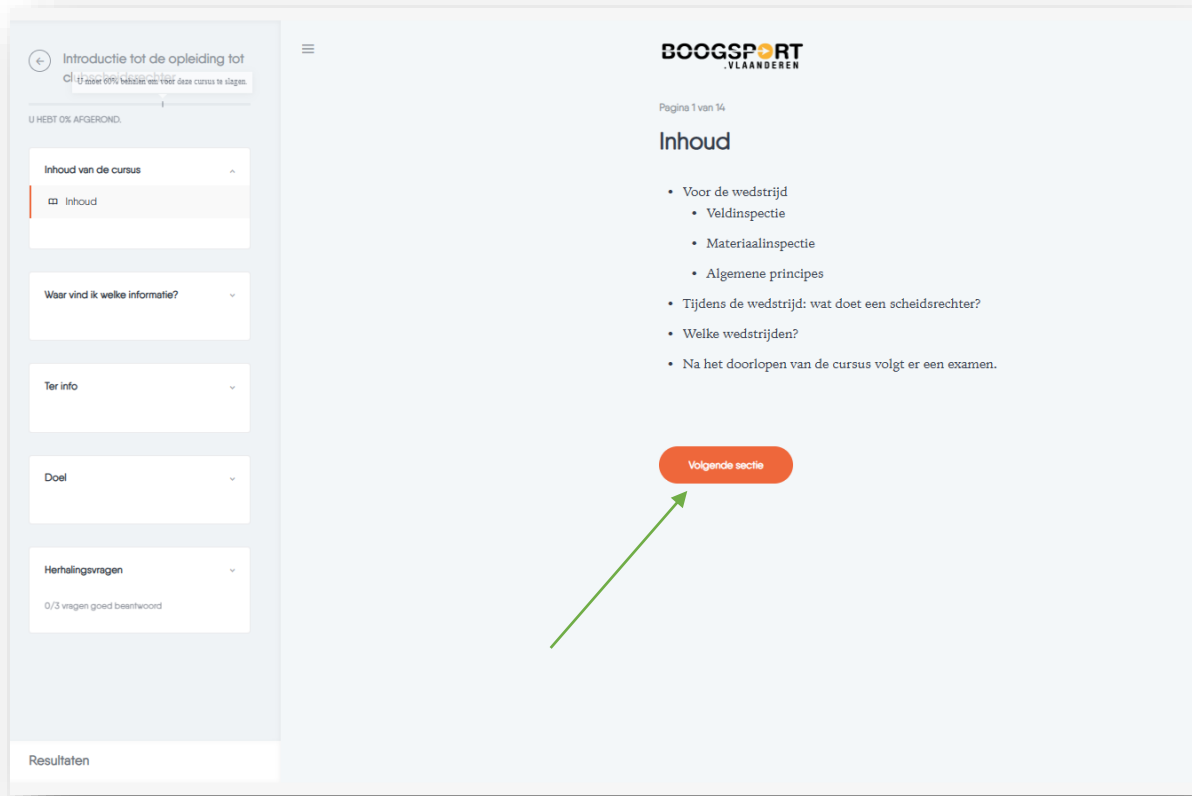 Introductie tot de opleiding tot
clubscheidsrechter
U moet 60% behalen om voor deze cursus te slagen.
U HEBT 0% AFGEROND.
Inhoud van de cursus
Inhoud
Waar vind ik welke informatie?
Ter info
Doel
Herhalingsvragen
0/3 vragen goed beantwoord
Resultaten
BOOGSPORT
.VLAANDEREN
Pagina 1 van 14
Inhoud
• Voor de wedstrijd
• Veldinspectie
• Materiaalinspectie
• Algemene principes
• Tijdens de wedstrijd: wat doet een scheidsrechter?
• Welke wedstrijden?
• Na het doorlopen van de cursus volgt er een examen.
Volgende sectie